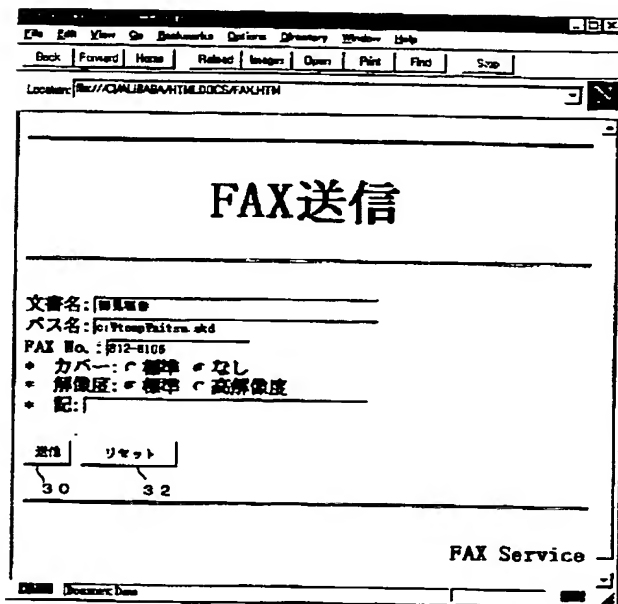 File Edit View Go Bookmarks Options Directory Window Help
Back Forward Home Reload Images Open Print Find Stop
Location: file:///C|/ALIBABA/HTMLDOCS/FAX.HTM
FAX送信
文書名:
パス名: c:¥temp¥mitsu.skd
FAX No.: 812-8105
* カバー: 標準 なし
* 解像度: 標準 高解像度
* 記:
送信 リセット
30 32
FAX Service
Document: Done